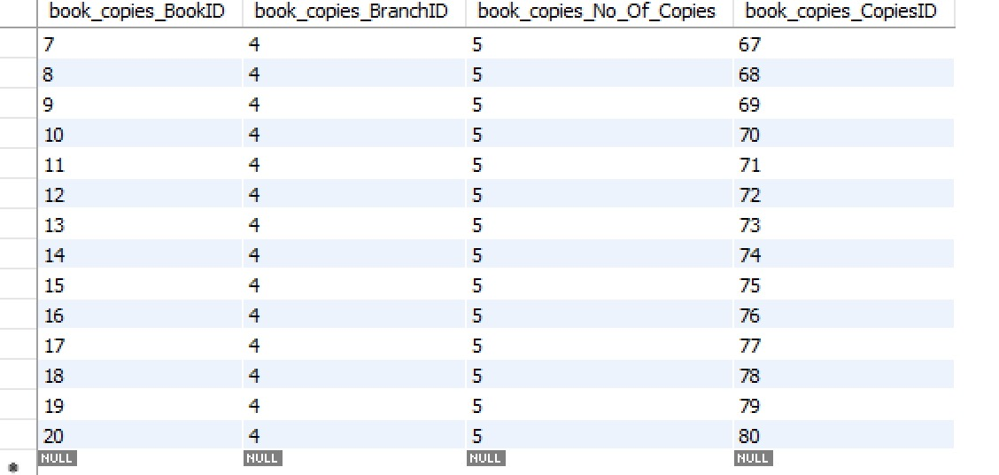 book_copies_BookID book_copies_BranchID book_copies_No_Of_Copies book_copies_CopiesID
7 4 5 67
8 4 5 68
9 4 5 69
10 4 5 70
11 4 5 71
12 4 5 72
13 4 5 73
14 4 5 74
15 4 5 75
16 4 5 76
17 4 5 77
18 4 5 78
19 4 5 79
20 4 5 80
NULL NULL NULL NULL